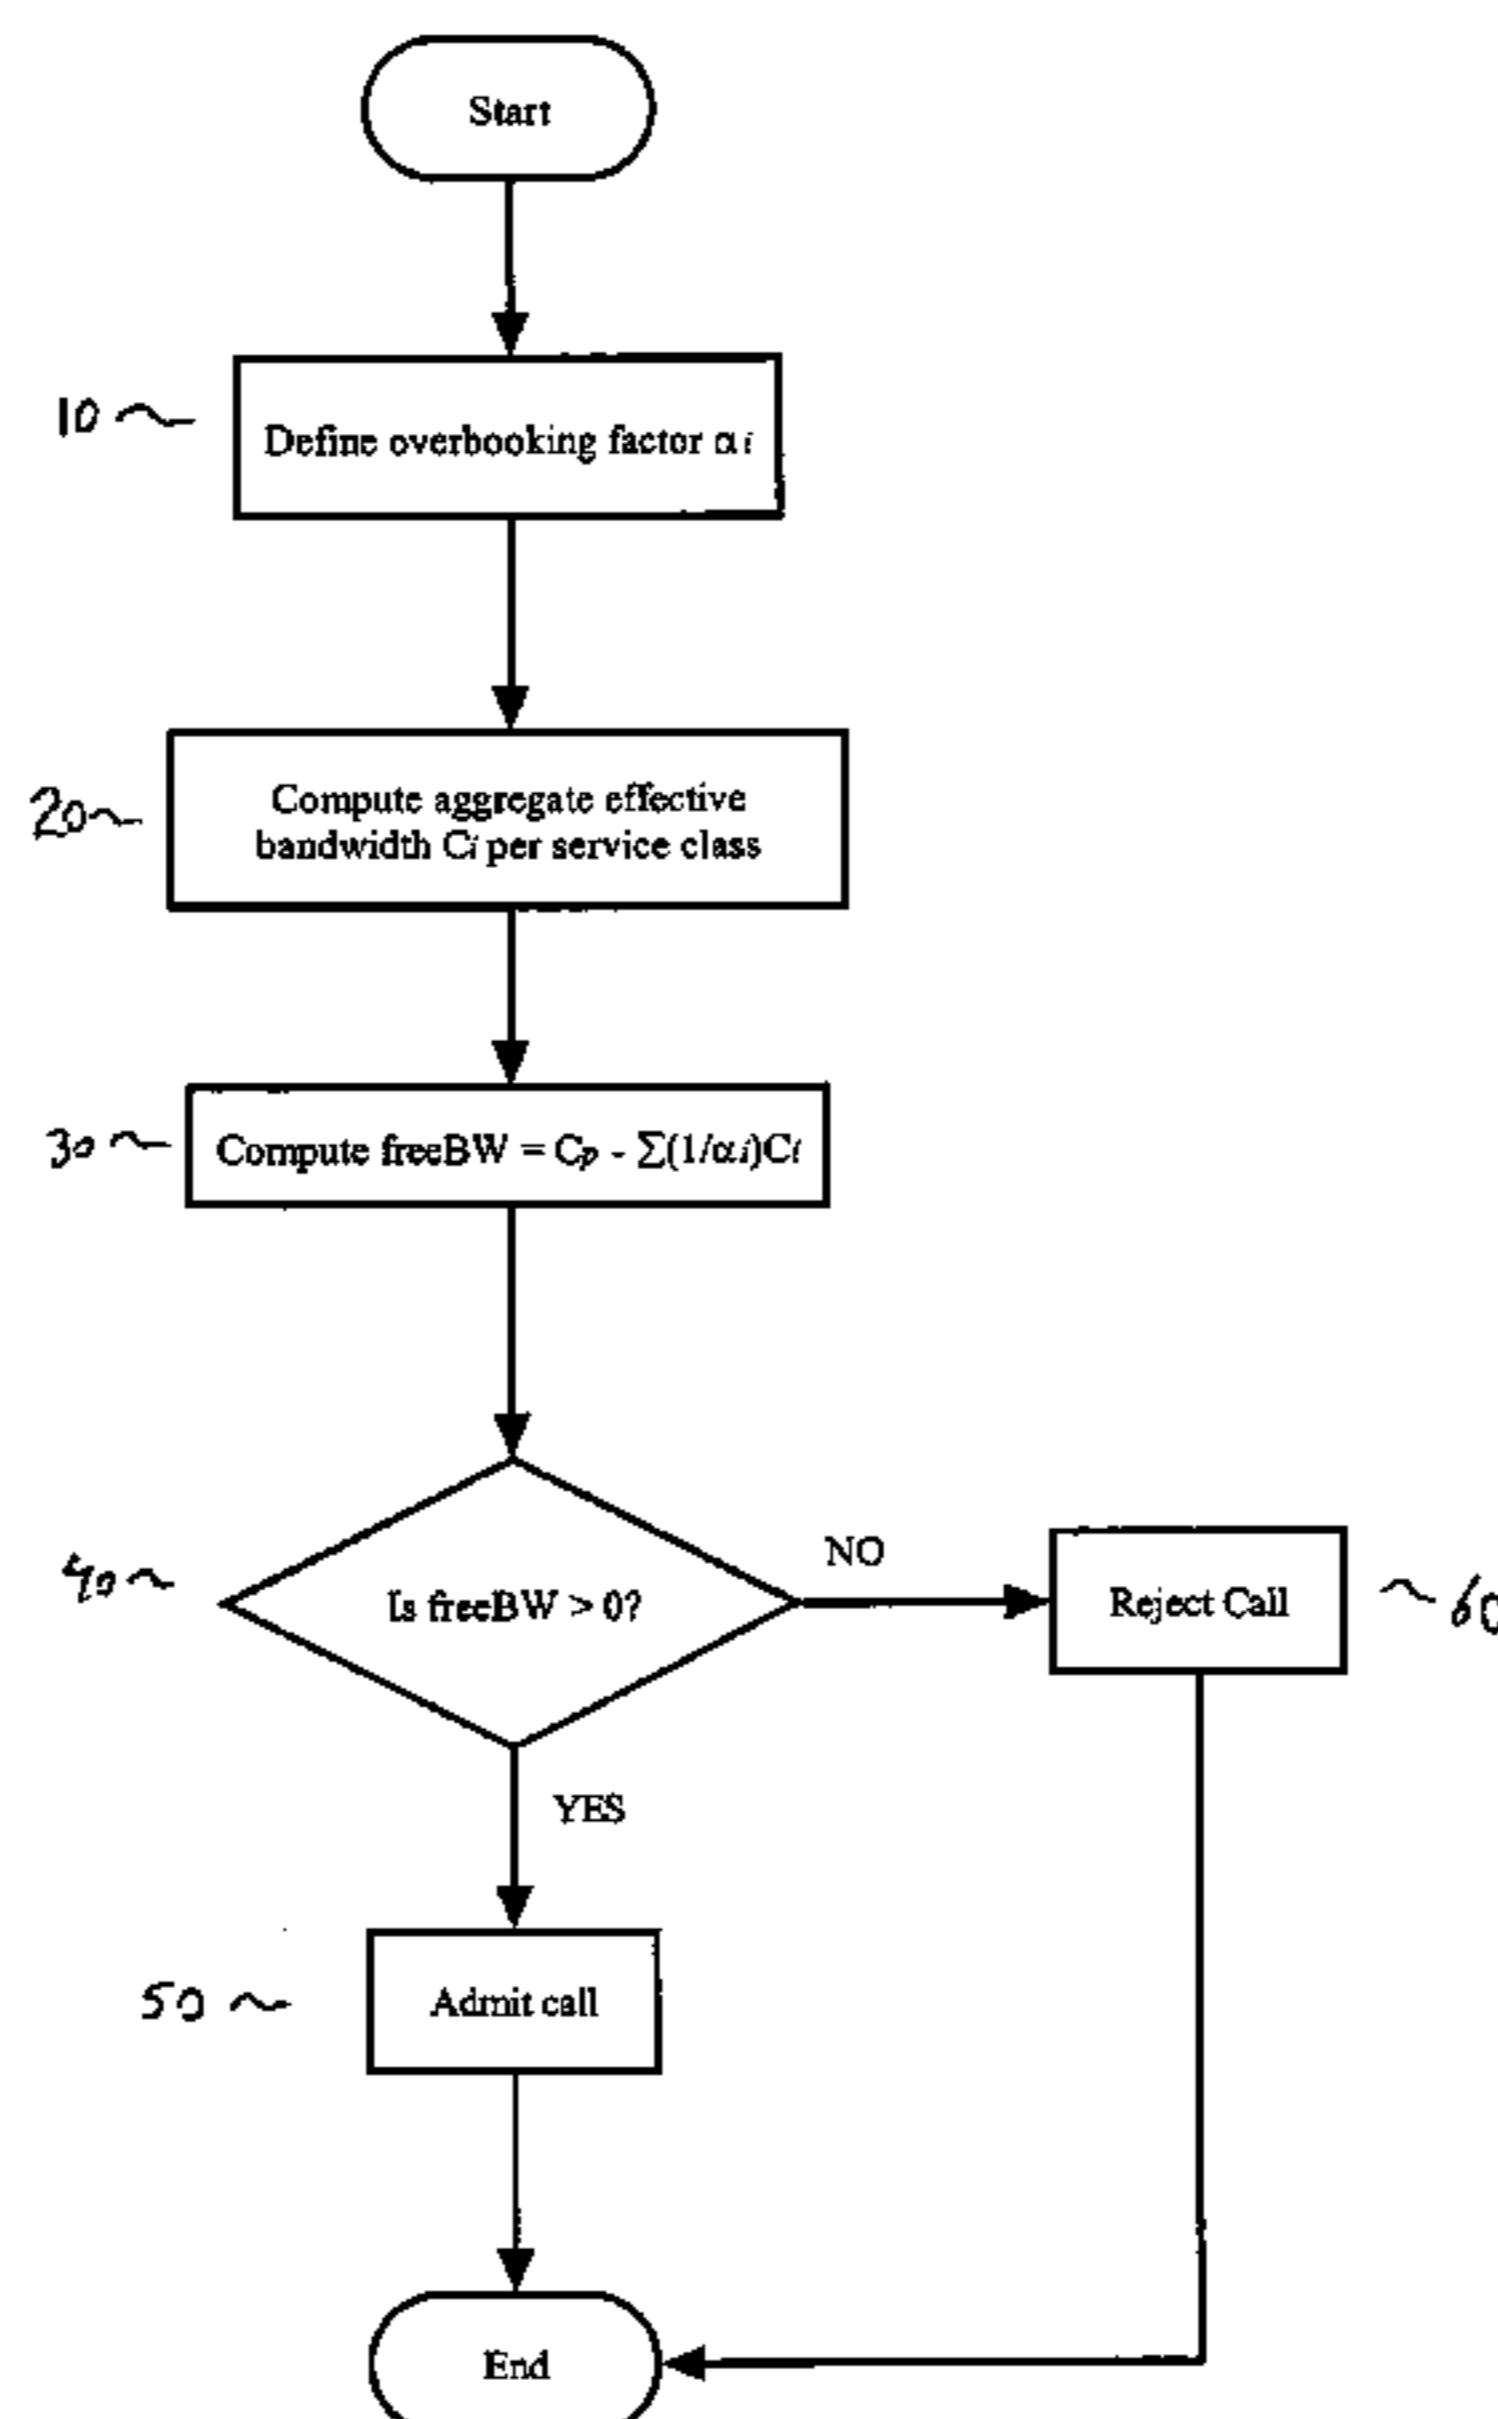 Start
10
Define overbooking factor αi
20
Compute aggregate effective
bandwidth Ci per service class
30
Compute freeBW = Cp - Σ(1/αi)Ci
40
Is freeBW > 0?
NO
Reject Call
60
YES
50
Admit call
End